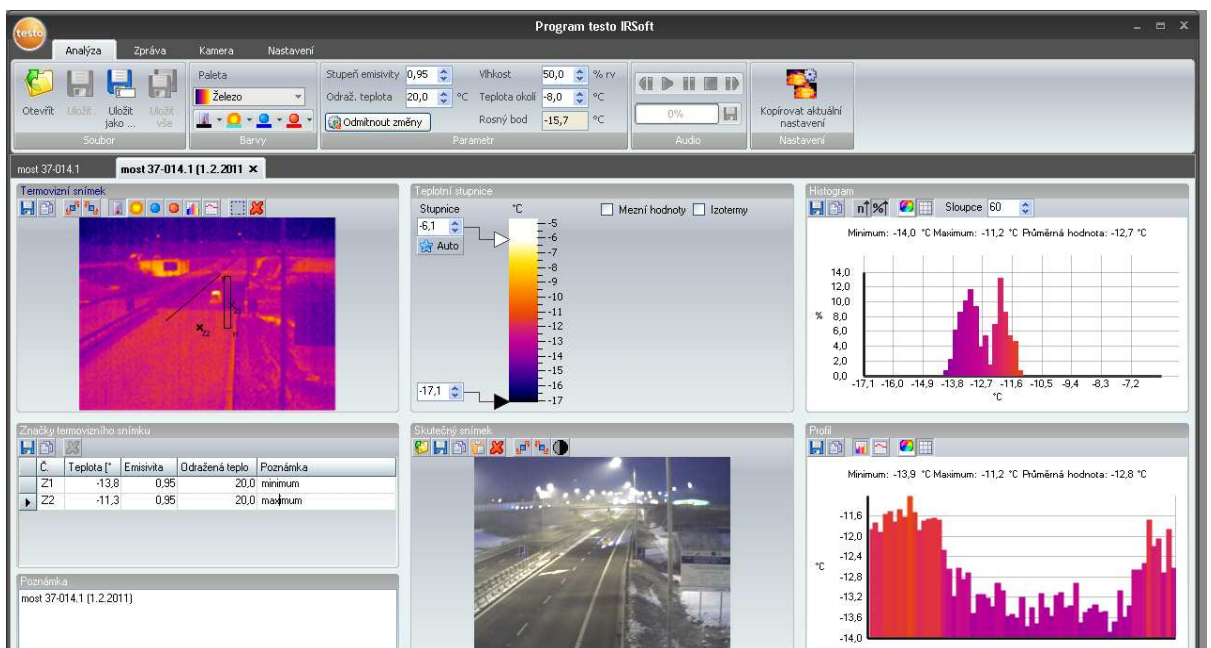 Program testo IRSoft
testo
Analýza Zpráva Kamera Nastavení
Otevřít Uložit Uložit jako ... Uložit vše
Soubor
Paleta
Železo
Barvy
Stupeň emisivity 0,95 Vlhkost 50,0 % rv
Odraž. teplota 20,0 °C Teplota okolí -8,0 °C
Odmítnout změny Rosný bod -15,7 °C
Parametr
0%
Audio
Kopírovat aktuální nastavení
Nastavení
most 37-014.1 most 37-014.1 (1.2.2011 ×
Termovizní snímek
Z2
Teplotní stupnice
Stupnice °C Mezní hodnoty Izotermy
-6,1
Auto
-5
-6
-7
-8
-9
-10
-11
-12
-13
-14
-15
-16
-17
-17,1
Histogram
n % Sloupce 60
Minimum: -14,0 °C Maximum: -11,2 °C Průměrná hodnota: -12,7 °C
14,0
12,0
10,0
% 8,0
6,0
4,0
2,0
0,0
-17,1 -16,0 -14,9 -13,8 -12,7 -11,6 -10,5 -9,4 -8,3 -7,2
°C
Značky termovizního snímku
Č. Teplota [° Emisivita Odražená teplo Poznámka
Z1 -13,8 0,95 20,0 minimum
Z2 -11,3 0,95 20,0 maximum
Poznámka
most 37-014.1 (1.2.2011)
Skutečný snímek
Profil
Minimum: -13,9 °C Maximum: -11,2 °C Průměrná hodnota: -12,8 °C
-11,6
-12,0
-12,4
°C
-12,8
-13,2
-13,6
-14,0